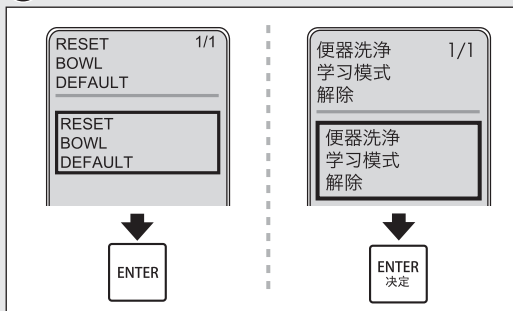 RESET 1/1
BOWL
DEFAULT
RESET
BOWL
DEFAULT
ENTER
便器洗浄 1/1
学习模式
解除
便器洗浄
学习模式
解除
ENTER
决定